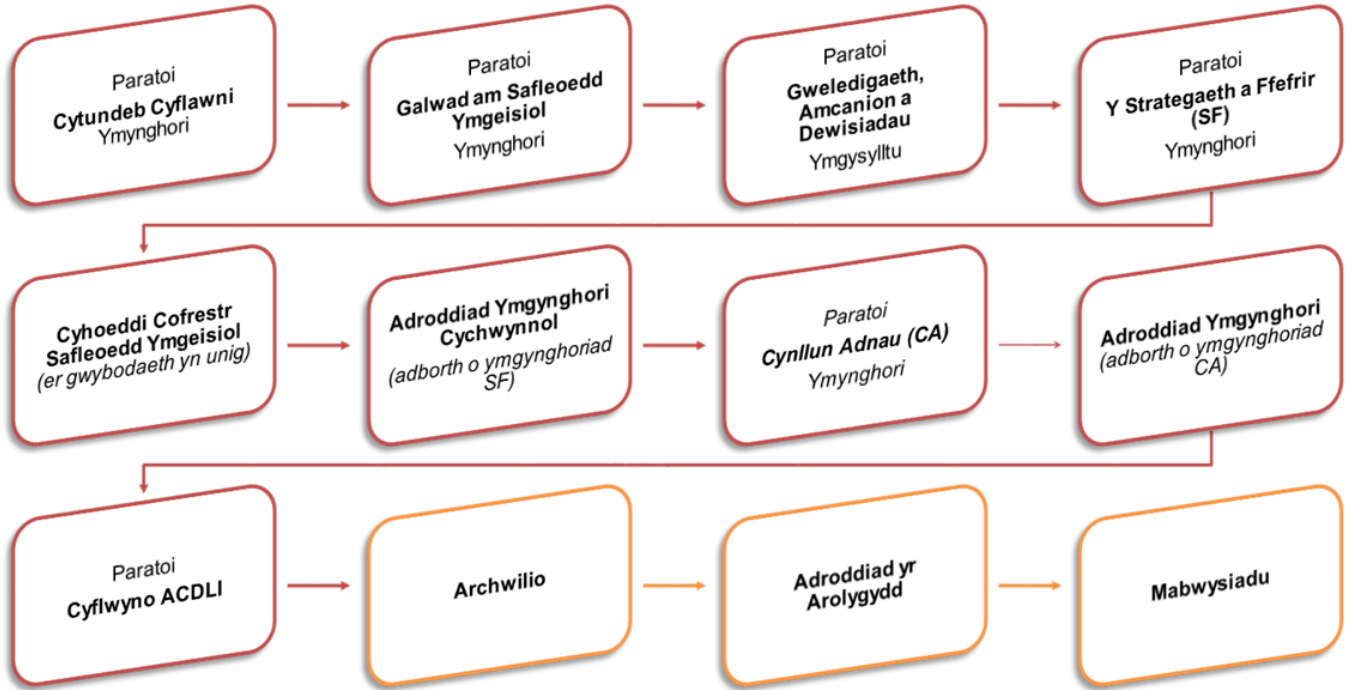 Paratoi
Cytundeb Cyflawni
Ymynghori
Paratoi
Galwad am Safleoedd
Ymgeisiol
Ymynghori
Paratoi
Gweledigaeth,
Amcanion a
Dewisiadau
Ymgysylltu
Paratoi
Y Strategaeth a Ffefrir
(SF)
Ymynghori
Cyhoeddi Cofrestr
Safleoedd Ymgeisiol
(er gwybodaeth yn unig)
Adroddiad Ymgynghori
Cychwynnol
(adborth o ymgynghoriad
SF)
Paratoi
Cynllun Adnau (CA)
Ymynghori
Adroddiad Ymgynghori
(adborth o ymgynghoriad
CA)
Paratoi
Cyflwyno ACDLl
Archwilio
Adroddiad yr
Arolygydd
Mabwysiadu